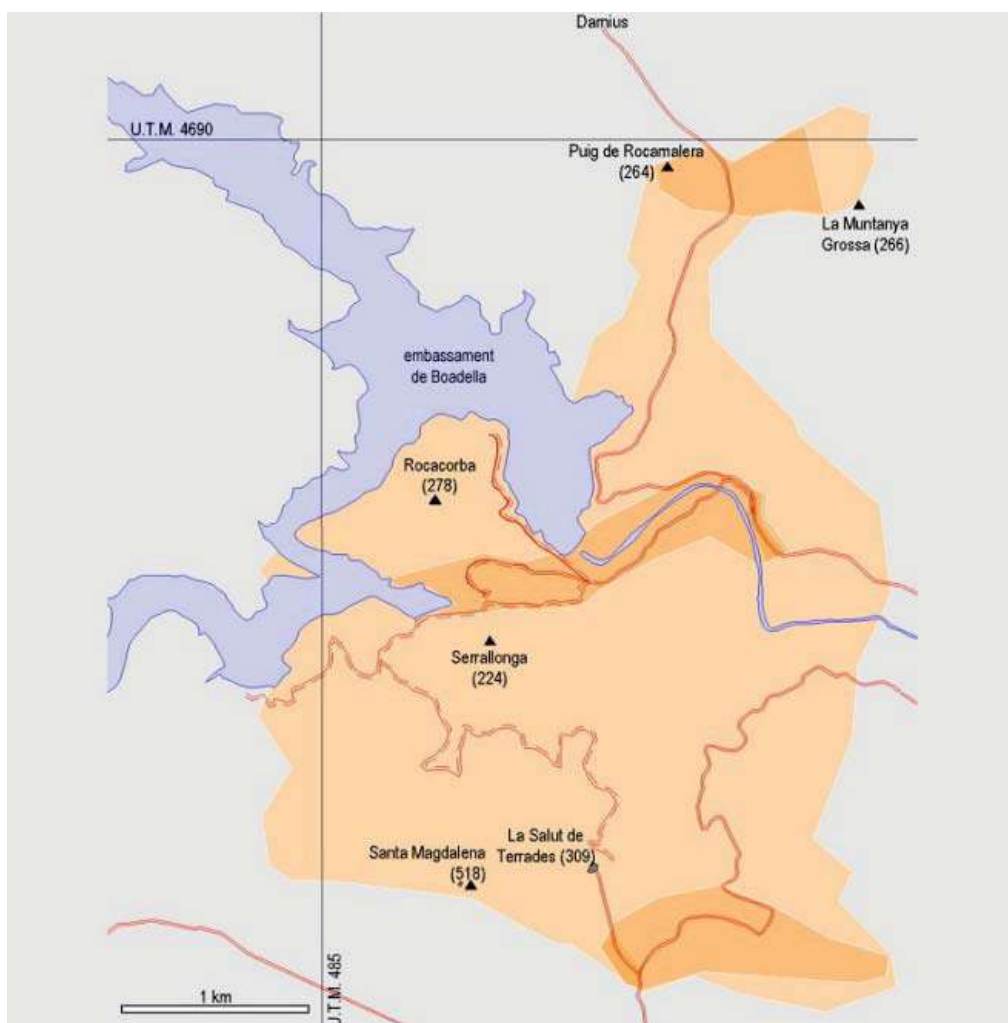 Darnius
U.T.M. 4690
Puig de Rocamalera
(264)
La Muntanya
Grossa (266)
embassament
de Boadella
Rocacorba
(278)
Serrallonga
(224)
La Salut de
Terrades (309)
Santa Magdalena
(518)
U.T.M. 485
1 km